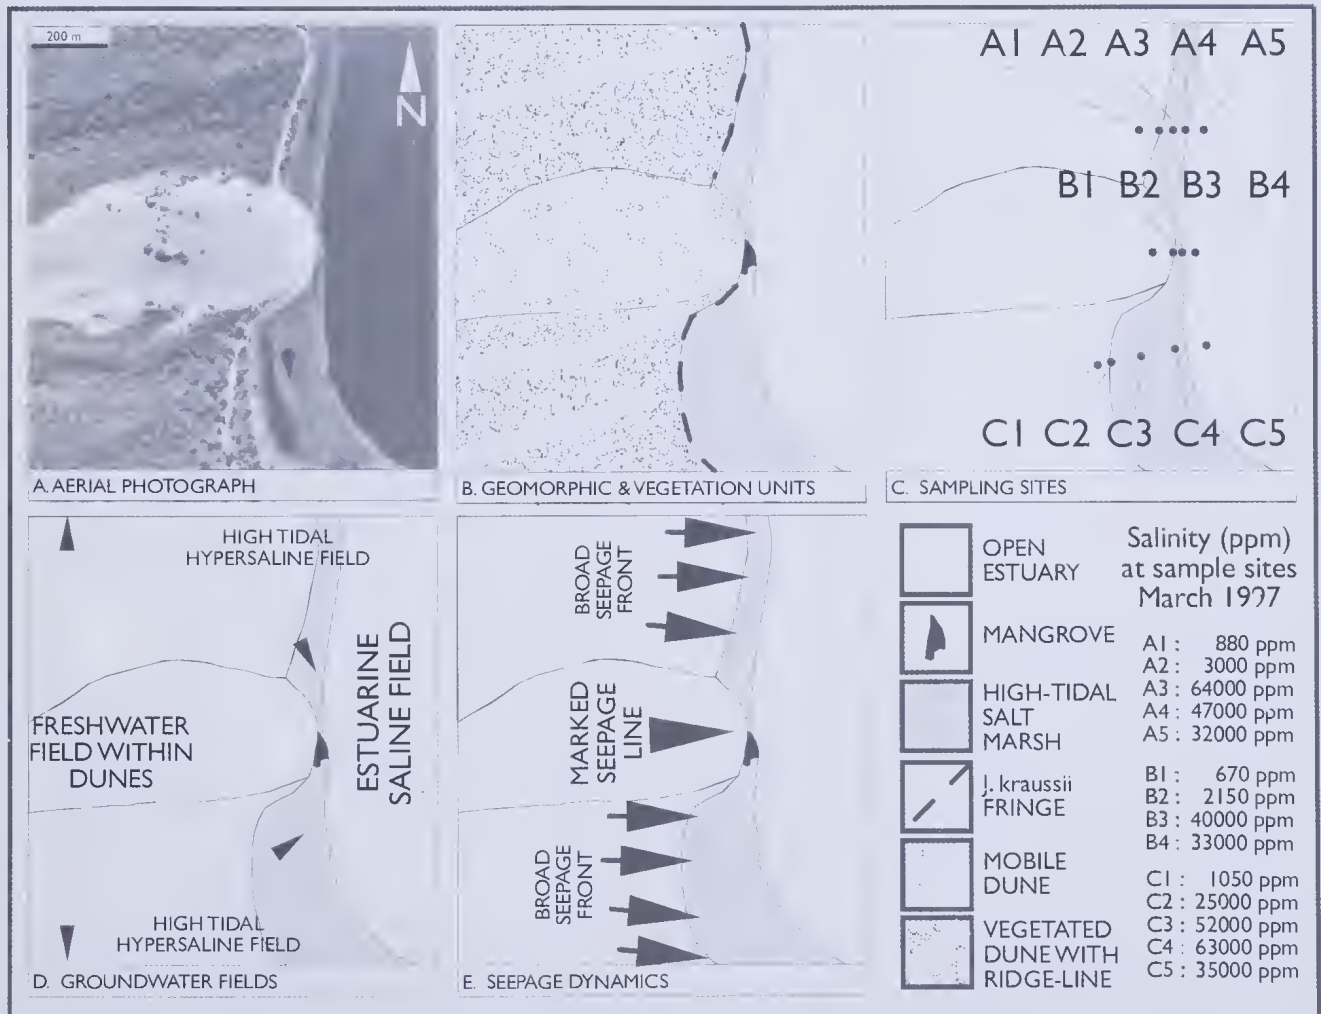 200 m
N
A. AERIAL PHOTOGRAPH
B. GEOMORPHIC & VEGETATION UNITS
A1 A2 A3 A4 A5
B1 B2 B3 B4
C1 C2 C3 C4 C5
C. SAMPLING SITES
HIGH TIDAL
HYPERSALINE FIELD
FRESHWATER
FIELD WITHIN
DUNES
ESTUARINE
SALINE FIELD
HIGH TIDAL
HYPERSALINE FIELD
D. GROUNDWATER FIELDS
BROAD
SEEPAGE
FRONT
MARKED
SEEPAGE
LINE
BROAD
SEEPAGE
FRONT
E. SEEPAGE DYNAMICS
OPEN
ESTUARY
MANGROVE
HIGH-TIDAL
SALT
MARSH
J. kraussii
FRINGE
MOBILE
DUNE
VEGETATED
DUNE WITH
RIDGE-LINE
Salinity (ppm)
at sample sites
March 1997
A1 : 880 ppm
A2 : 3000 ppm
A3 : 64000 ppm
A4 : 47000 ppm
A5 : 32000 ppm
B1 : 670 ppm
B2 : 2150 ppm
B3 : 40000 ppm
B4 : 33000 ppm
C1 : 1050 ppm
C2 : 25000 ppm
C3 : 52000 ppm
C4 : 63000 ppm
C5 : 35000 ppm